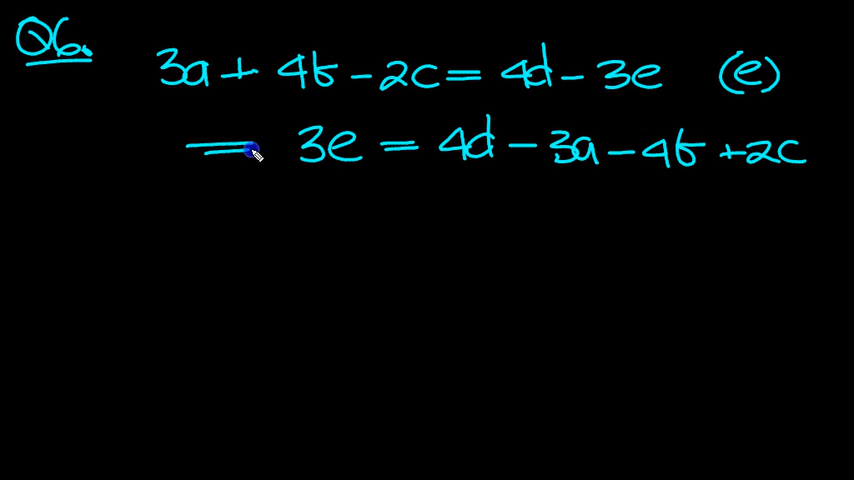 Q6. 3a + 4b - 2c = 4d - 3e (e)
= 3e = 4d - 3a - 4b + 2c